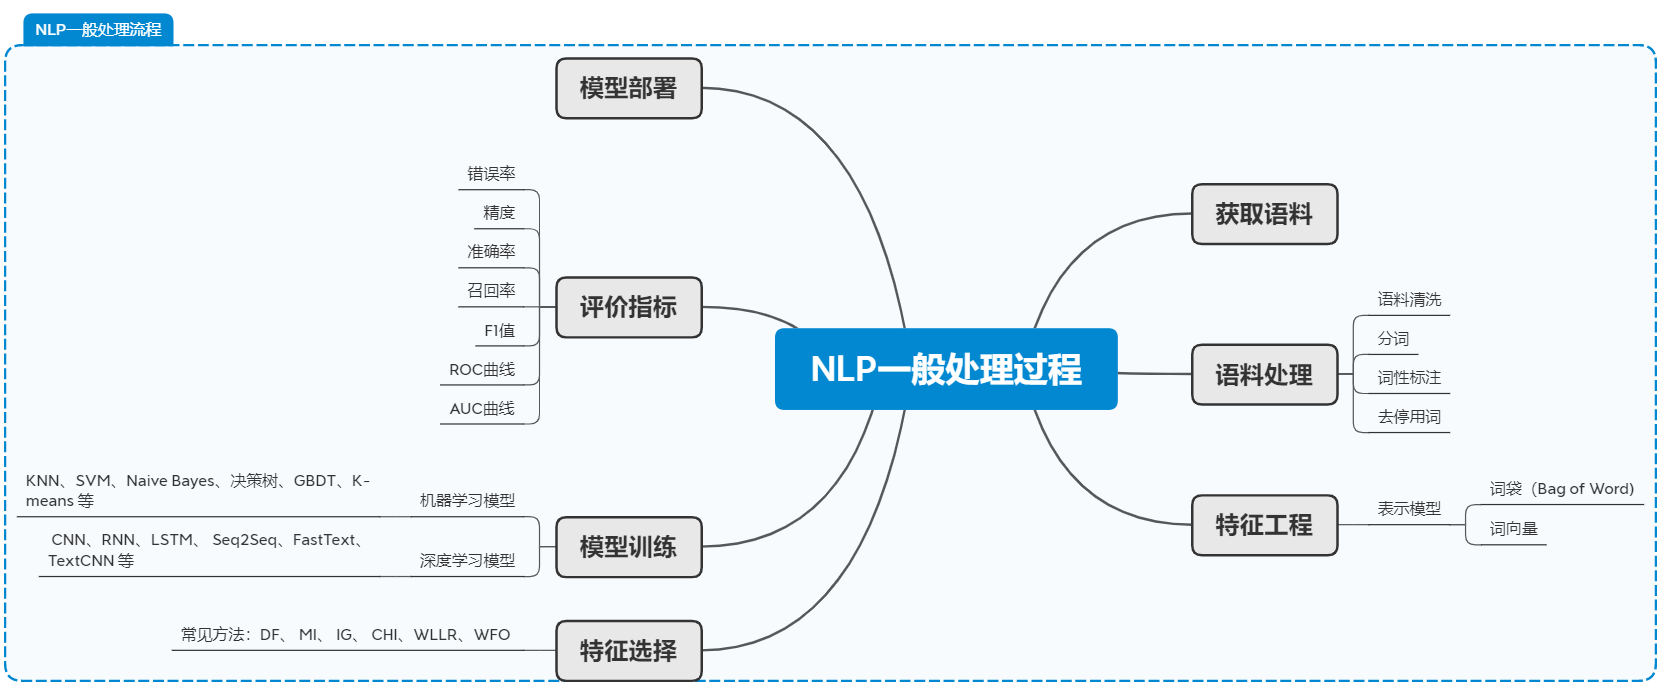 NLP一般处理流程
NLP一般处理过程
获取语料
语料处理
语料清洗
分词
词性标注
去停用词
特征工程
表示模型
词袋（Bag of Word)
词向量
特征选择
常见方法：DF、 MI、 IG、 CHI、WLLR、WFO
模型训练
机器学习模型
KNN、SVM、Naive Bayes、决策树、GBDT、K-
means 等
深度学习模型
CNN、RNN、LSTM、 Seq2Seq、FastText、
TextCNN 等
评价指标
错误率
精度
准确率
召回率
F1值
ROC曲线
AUC曲线
模型部署